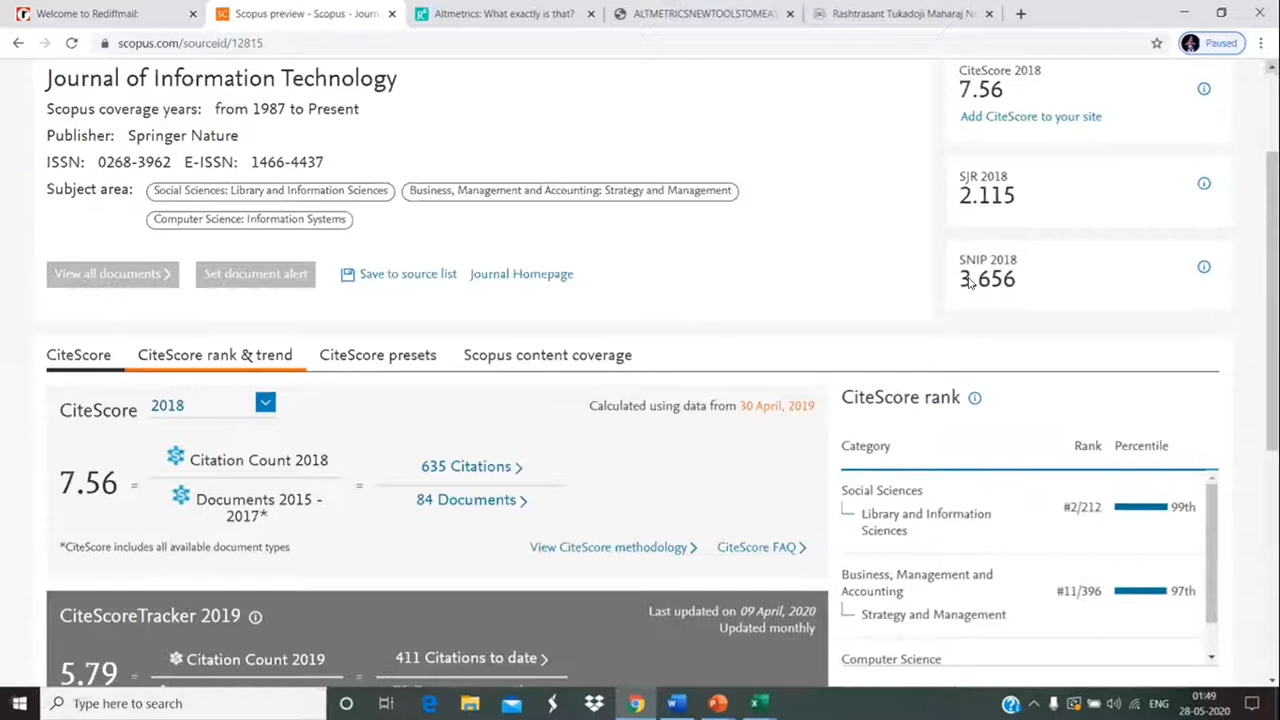 Welcome to Rediffmail:
Scopus preview - Scopus - Journ
Altmetrics: What exactly is that?
ALTMETRICSNEWTOOLSTOMEA
Rashtrasant Tukadoji Maharaj N
scopus.com/sourceid/12815
Paused
Journal of Information Technology
Scopus coverage years: from 1987 to Present
Publisher: Springer Nature
ISSN: 0268-3962 E-ISSN: 1466-4437
Subject area: Social Sciences: Library and Information Sciences Business, Management and Accounting: Strategy and Management
Computer Science: Information Systems
View all documents > Set document alert Save to source list Journal Homepage
CiteScore 2018
7.56
Add CiteScore to your site
SJR 2018
2.115
SNIP 2018
3.656
CiteScore CiteScore rank & trend CiteScore presets Scopus content coverage
CiteScore 2018 Calculated using data from 30 April, 2019
7.56 = Citation Count 2018 = 635 Citations >
Documents 2015 - 84 Documents >
2017*
*CiteScore includes all available document types View CiteScore methodology > CiteScore FAQ >
CiteScoreTracker 2019 Last updated on 09 April, 2020
Updated monthly
5.79 = Citation Count 2019 = 411 Citations to date >
CiteScore rank
Category Rank Percentile
Social Sciences
Library and Information #2/212 99th
Sciences
Business, Management and
Accounting #11/396 97th
Strategy and Management
Computer Science
Type here to search
ENG
01:49
28-05-2020